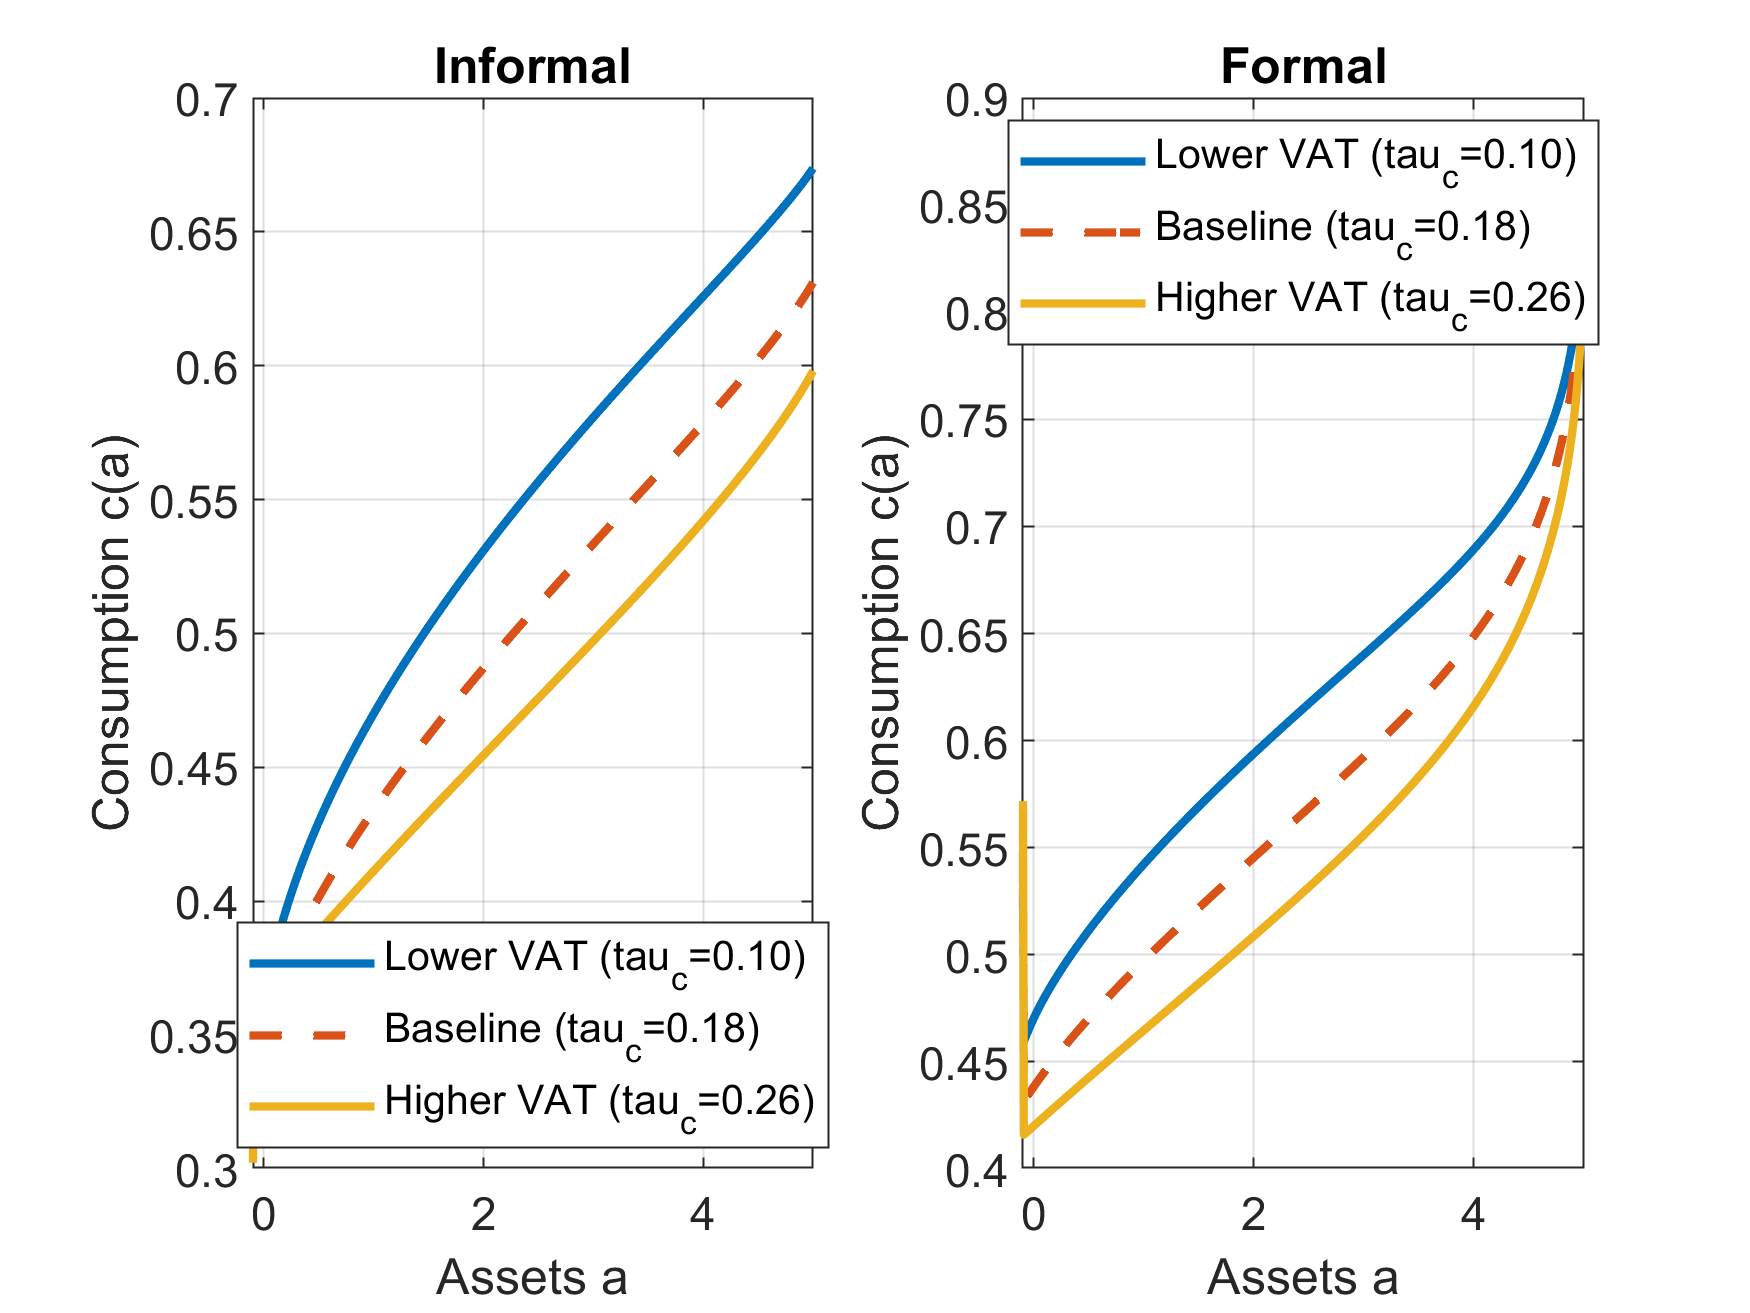 Informal
0.7
0.65
0.6
0.55
0.5
0.45
0.4
0.35
0.3
Consumption c(a)
Lower VAT (tau_c=0.10)
Baseline (tau_c=0.18)
Higher VAT (tau_c=0.26)
0 2 4
Assets a
Formal
0.9
0.85
0.8
0.75
0.7
0.65
0.6
0.55
0.5
0.45
0.4
Consumption c(a)
Lower VAT (tau_c=0.10)
Baseline (tau_c=0.18)
Higher VAT (tau_c=0.26)
0 2 4
Assets a